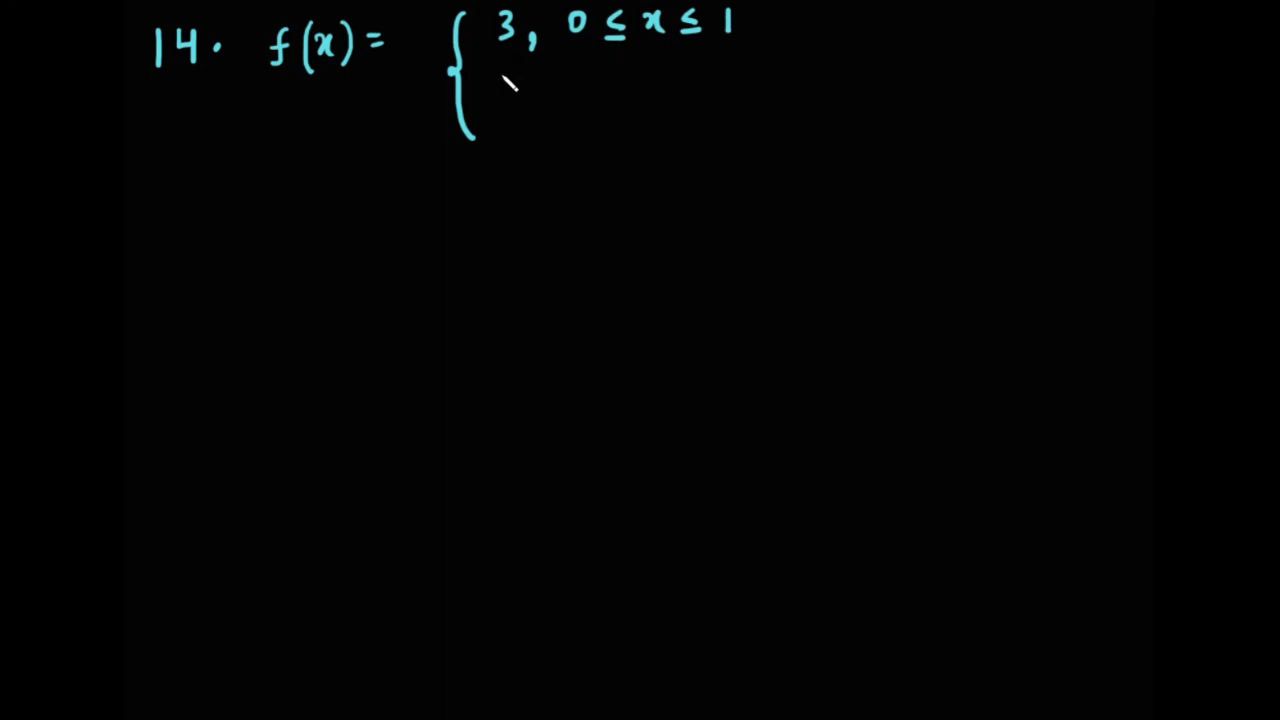 14. f(x) = { 3, 0 ≤ x ≤ 1